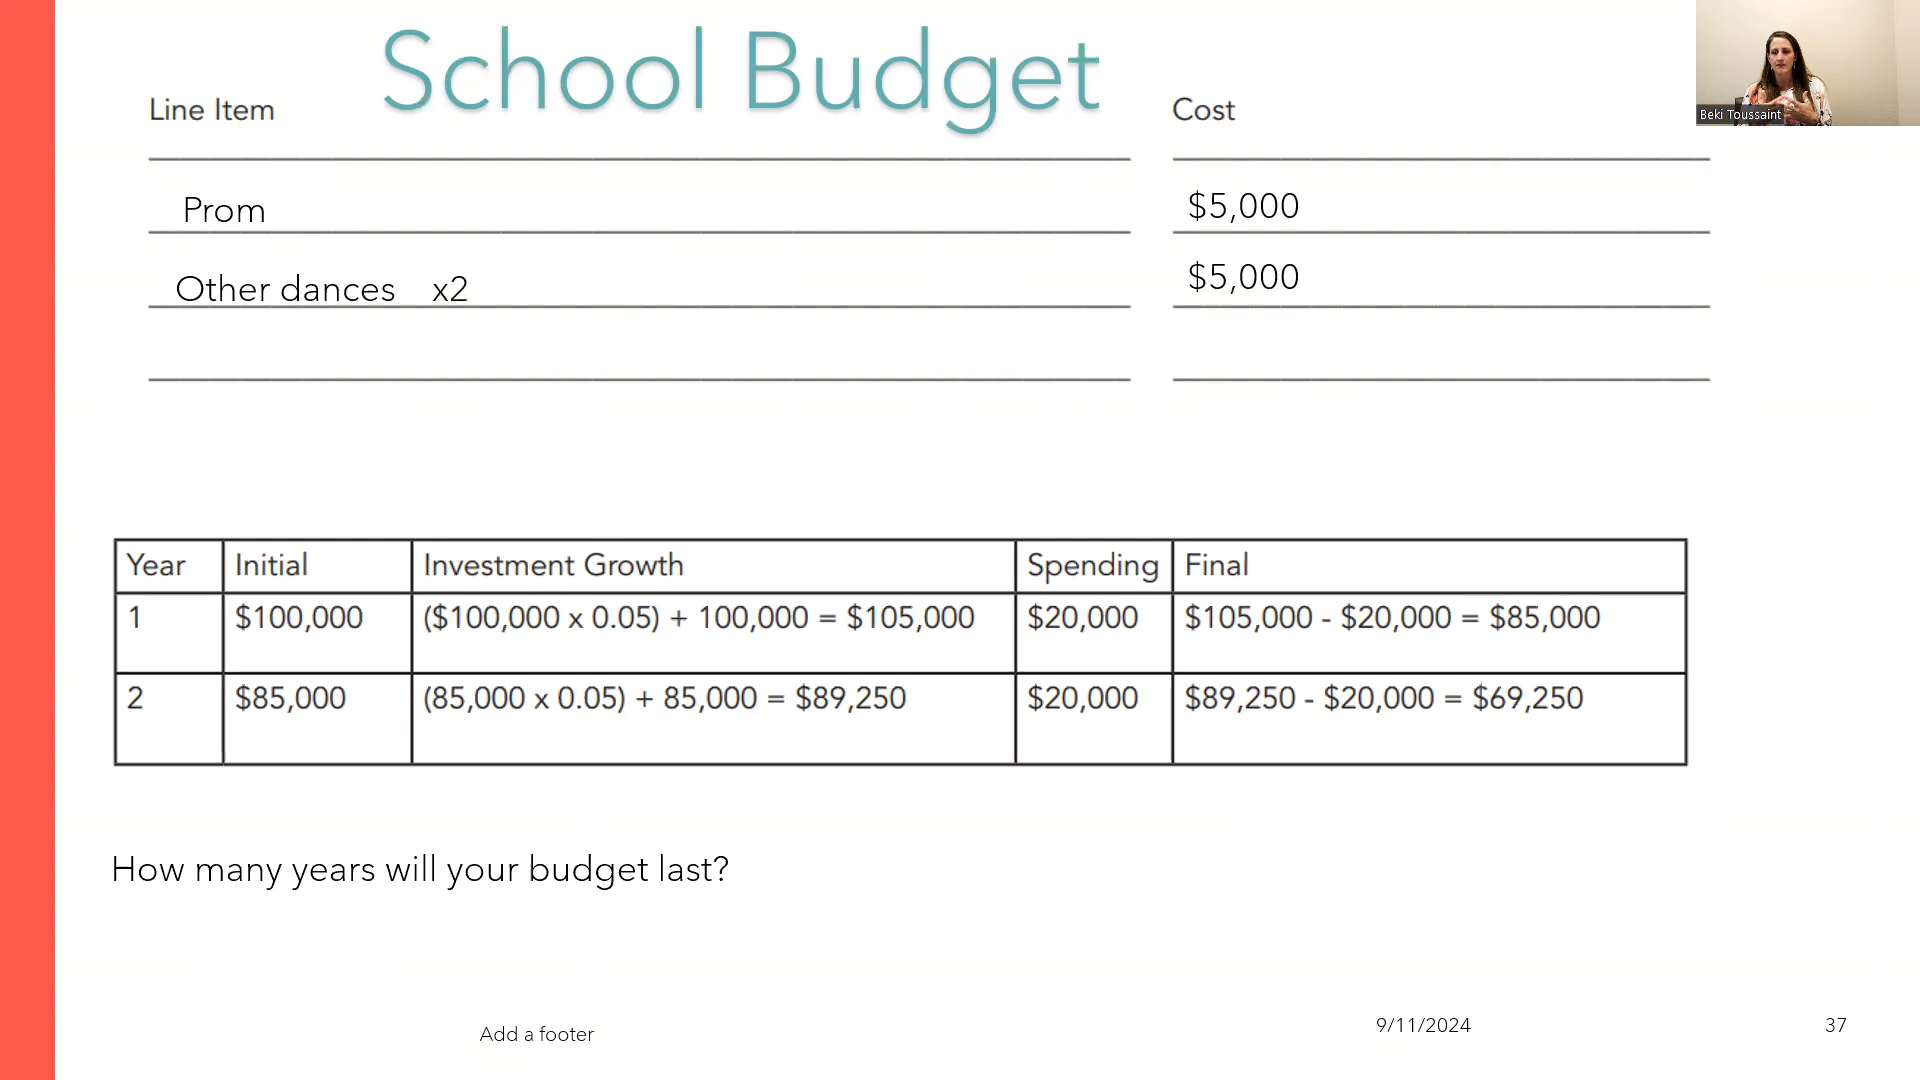 School Budget
Line Item
Cost
Beki Toussaint
Prom
$5,000
Other dances x2
$5,000
Year Initial Investment Growth Spending Final
1 $100,000 ($100,000 x 0.05) + 100,000 = $105,000 $20,000 $105,000 - $20,000 = $85,000
2 $85,000 (85,000 x 0.05) + 85,000 = $89,250 $20,000 $89,250 - $20,000 = $69,250
How many years will your budget last?
Add a footer
9/11/2024
37